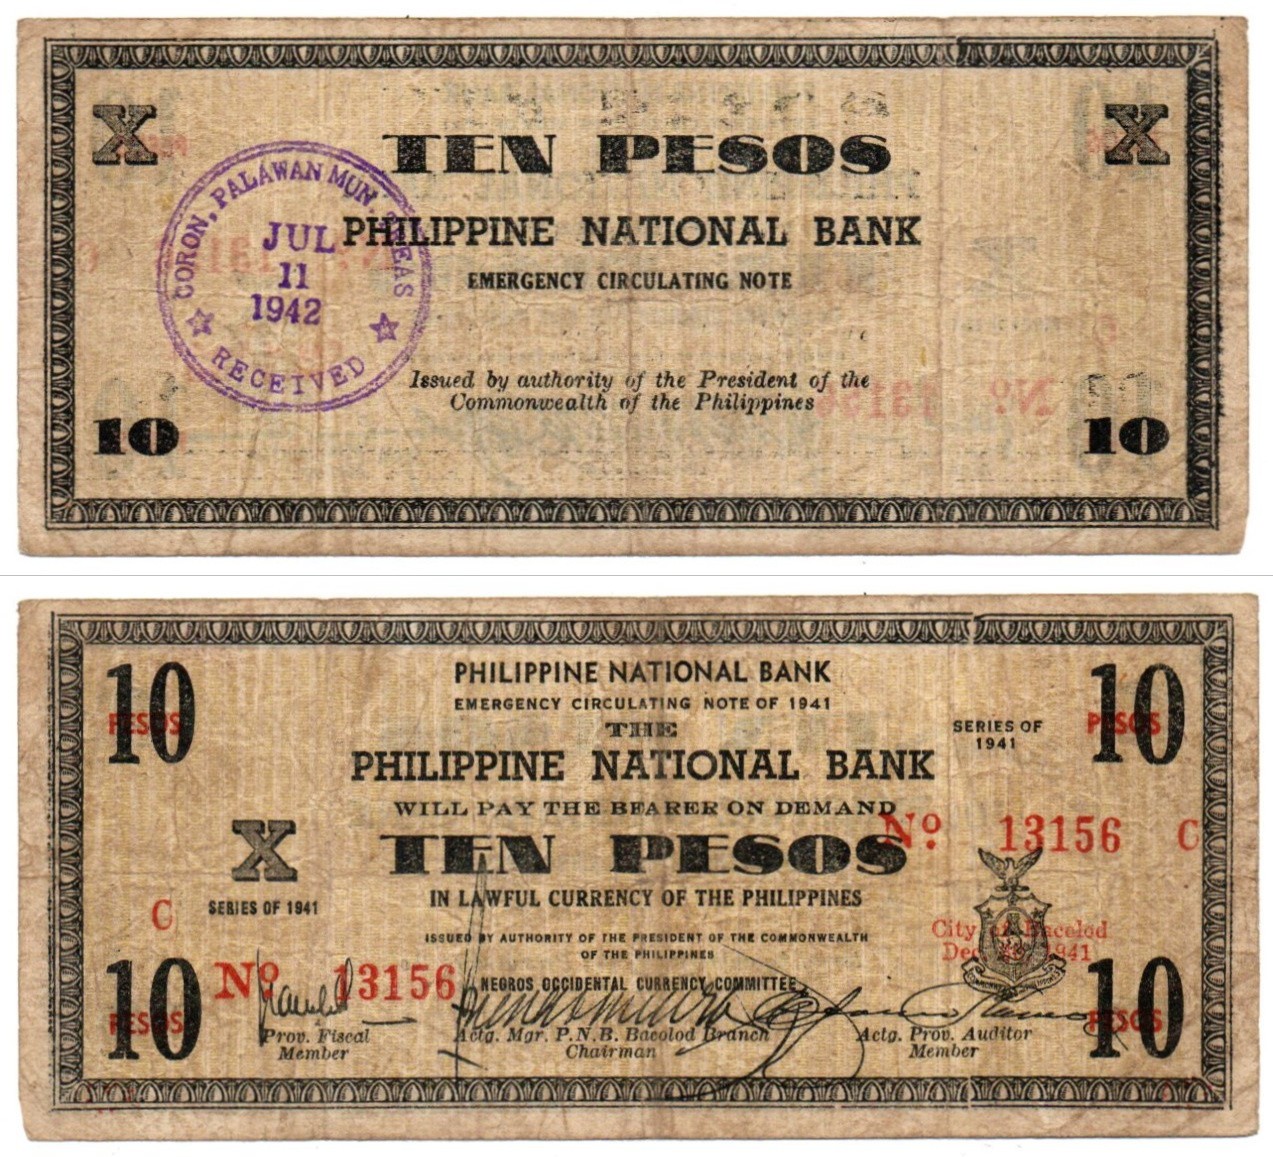 X
X
TEN PESOS
CORON, PALAWAN MUN. TREAS
JUL
11
1942
RECEIVED
PHILIPPINE NATIONAL BANK
EMERGENCY CIRCULATING NOTE
Issued by authority of the President of the
Commonwealth of the Philippines
10
10
10
PESOS
PHILIPPINE NATIONAL BANK
EMERGENCY CIRCULATING NOTE OF 1941
THE
PHILIPPINE NATIONAL BANK
WILL PAY THE BEARER ON DEMAND
SERIES OF
1941
10
PESOS
Nº 13156 C
X
TEN PESOS
IN LAWFUL CURRENCY OF THE PHILIPPINES
C
SERIES OF 1941
ISSUED BY AUTHORITY OF THE PRESIDENT OF THE COMMONWEALTH
OF THE PHILIPPINES
City of Bacolod
1941
10
PESOS
Nº 13156
NEGROS OCCIDENTAL CURRENCY COMMITTEE
Prov. Fiscal
Member
Actg. Mgr. P.N.B. Bacolod Branch
Chairman
Actg. Prov. Auditor
Member
10
PESOS